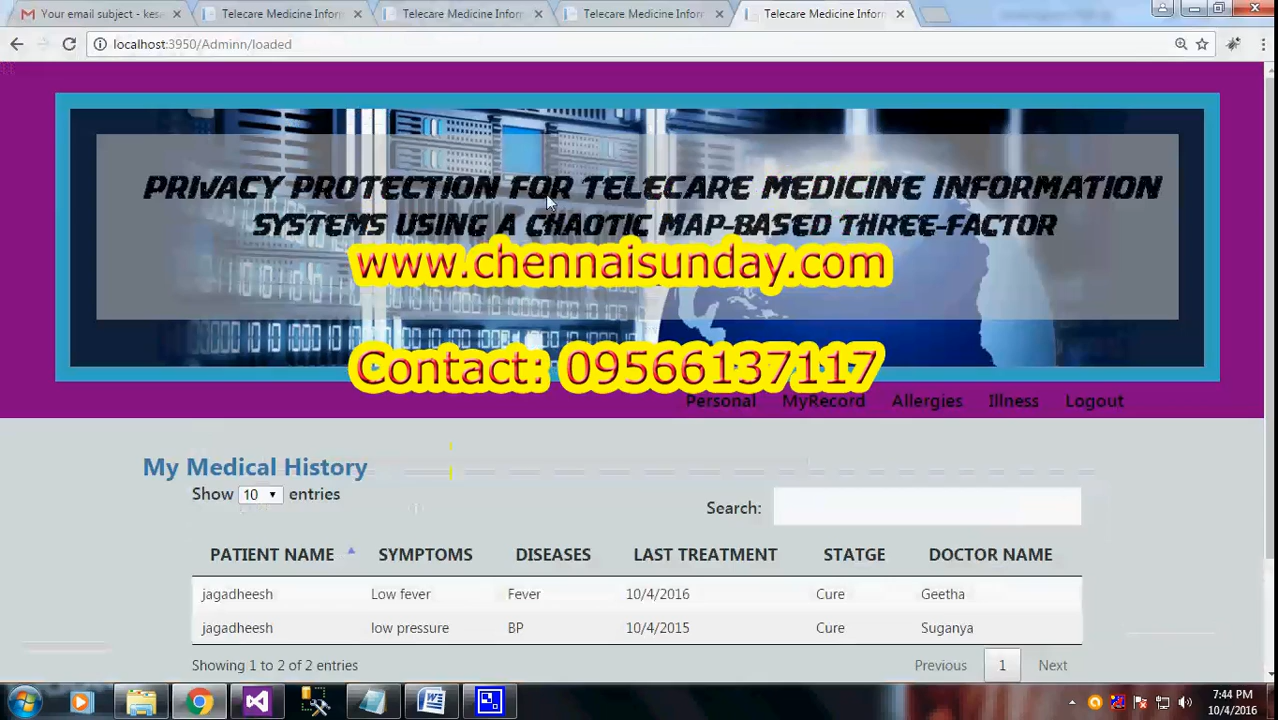 Your email subject - kes
Telecare Medicine Infor
Telecare Medicine Infor
Telecare Medicine Infor
Telecare Medicine Infor
localhost:3950/Adminn/loaded
PRIVACY PROTECTION FOR TELECARE MEDICINE INFORMATION
SYSTEMS USING A CHAOTIC MAP-BASED THREE-FACTOR
www.chennaisunday.com
Contact: 09566137117
Personal MyRecord Allergies Illness Logout
My Medical History
Show 10 entries
Search:
PATIENT NAME SYMPTOMS DISEASES LAST TREATMENT STATGE DOCTOR NAME
jagadheesh Low fever Fever 10/4/2016 Cure Geetha
jagadheesh low pressure BP 10/4/2015 Cure Suganya
Showing 1 to 2 of 2 entries Previous 1 Next
7:44 PM
10/4/2016